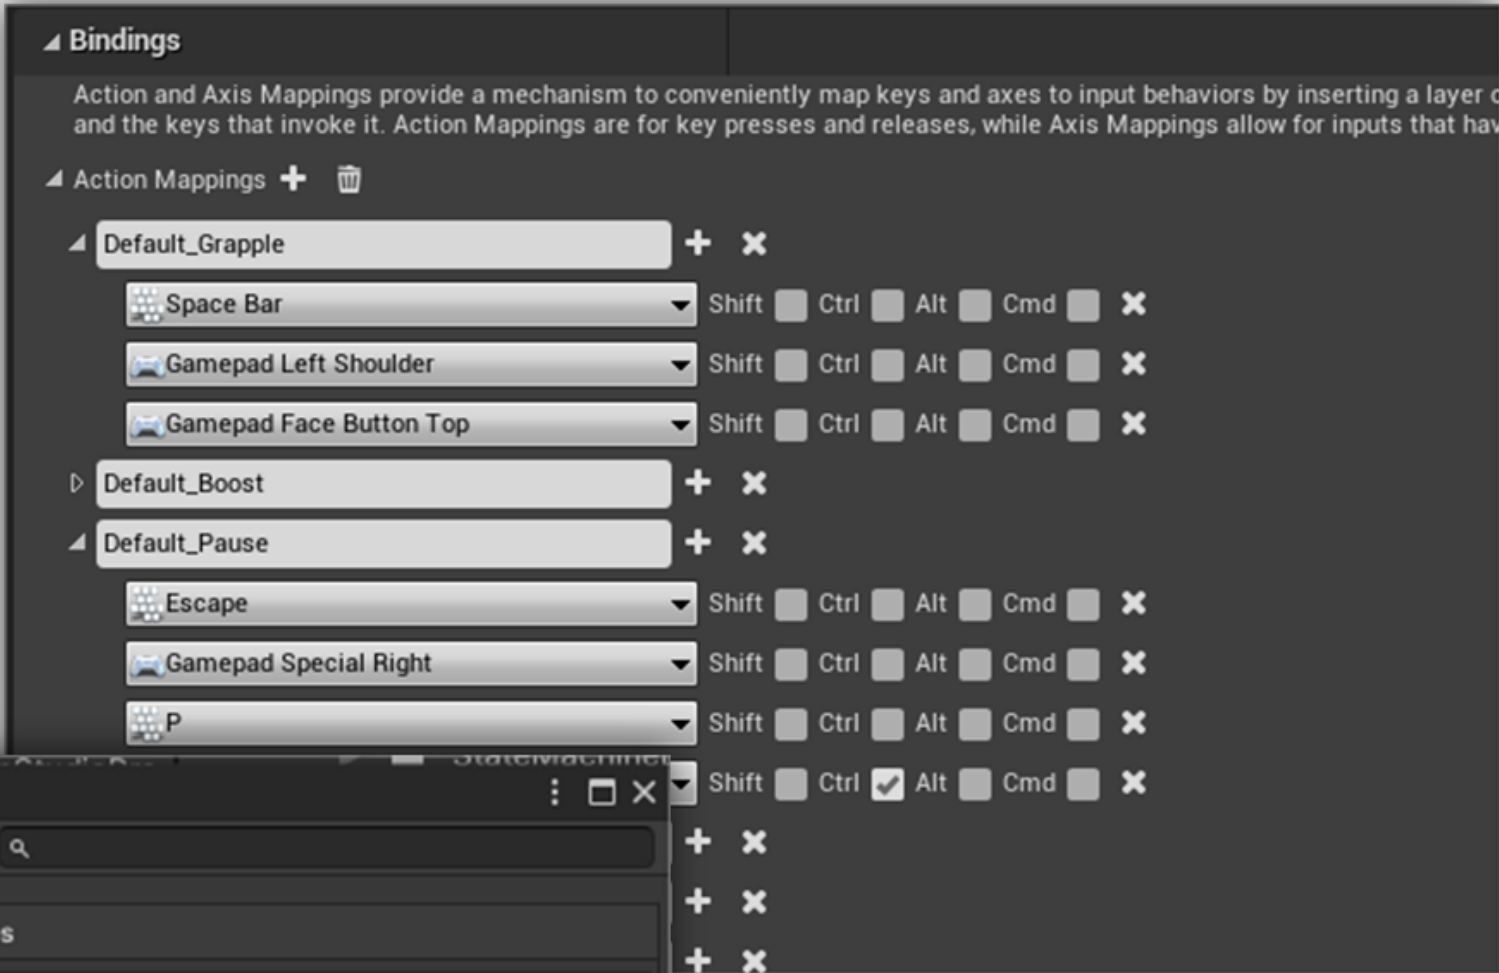 Bindings
Action and Axis Mappings provide a mechanism to conveniently map keys and axes to input behaviors by inserting a layer
and the keys that invoke it. Action Mappings are for key presses and releases, while Axis Mappings allow for inputs that
Action Mappings
Default_Grapple
Space Bar Shift Ctrl Alt Cmd
Gamepad Left Shoulder Shift Ctrl Alt Cmd
Gamepad Face Button Top Shift Ctrl Alt Cmd
Default_Boost
Default_Pause
Escape Shift Ctrl Alt Cmd
Gamepad Special Right Shift Ctrl Alt Cmd
P Shift Ctrl Alt Cmd
Shift Ctrl Alt Cmd
s